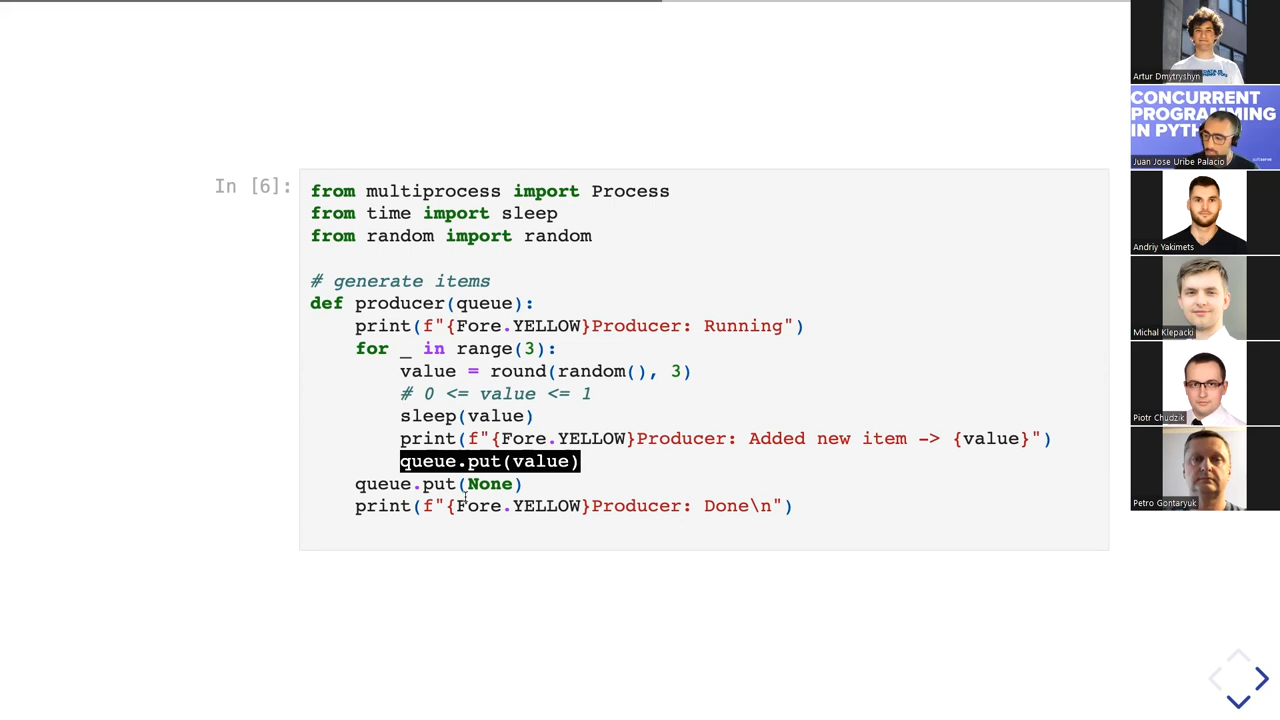 In [6]:
from multiprocess import Process
from time import sleep
from random import random
# generate items
def producer(queue):
    print(f"{Fore.YELLOW}Producer: Running")
    for _ in range(3):
        value = round(random(), 3)
        # 0 <= value <= 1
        sleep(value)
        print(f"{Fore.YELLOW}Producer: Added new item -> {value}")
        queue.put(value)
    queue.put(None)
    print(f"{Fore.YELLOW}Producer: Done\n")
Artur Dmytryshyn
CONCURRENT
PROGRAMMING
IN PYTH
softserve
Juan Jose Uribe Palacio
Andriy Yakimets
Michal Klepacki
Piotr Chudzik
Petro Gontaryuk